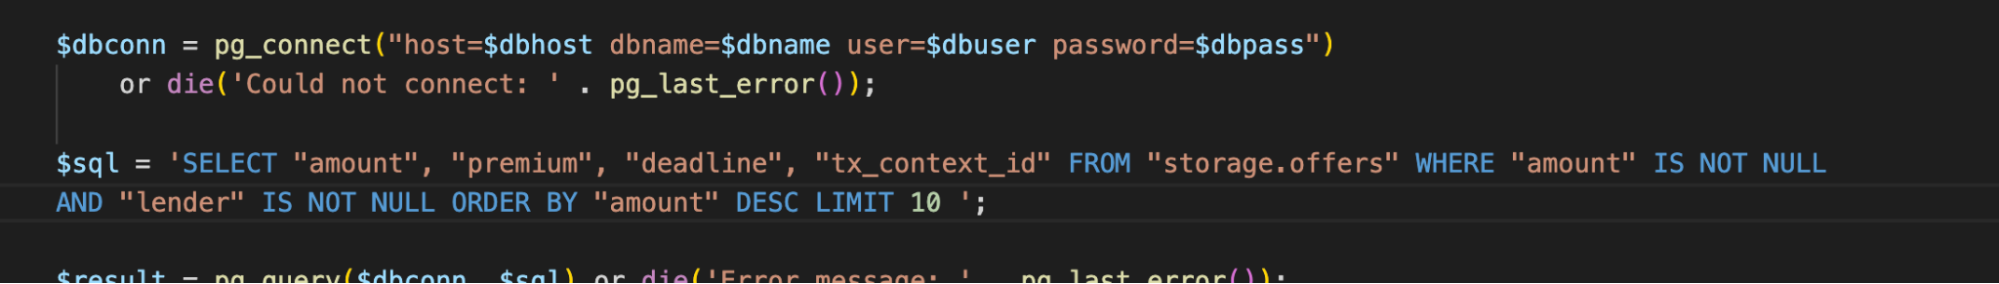 $dbconn = pg_connect("host=$dbhost dbname=$dbname user=$dbuser password=$dbpass")
or die('Could not connect: ' . pg_last_error());
$sql = 'SELECT "amount", "premium", "deadline", "tx_context_id" FROM "storage.offers" WHERE "amount" IS NOT NULL
AND "lender" IS NOT NULL ORDER BY "amount" DESC LIMIT 10 ';
$result = pg_query($dbconn, $sql) or die('Error message: ' . pg_last_error());